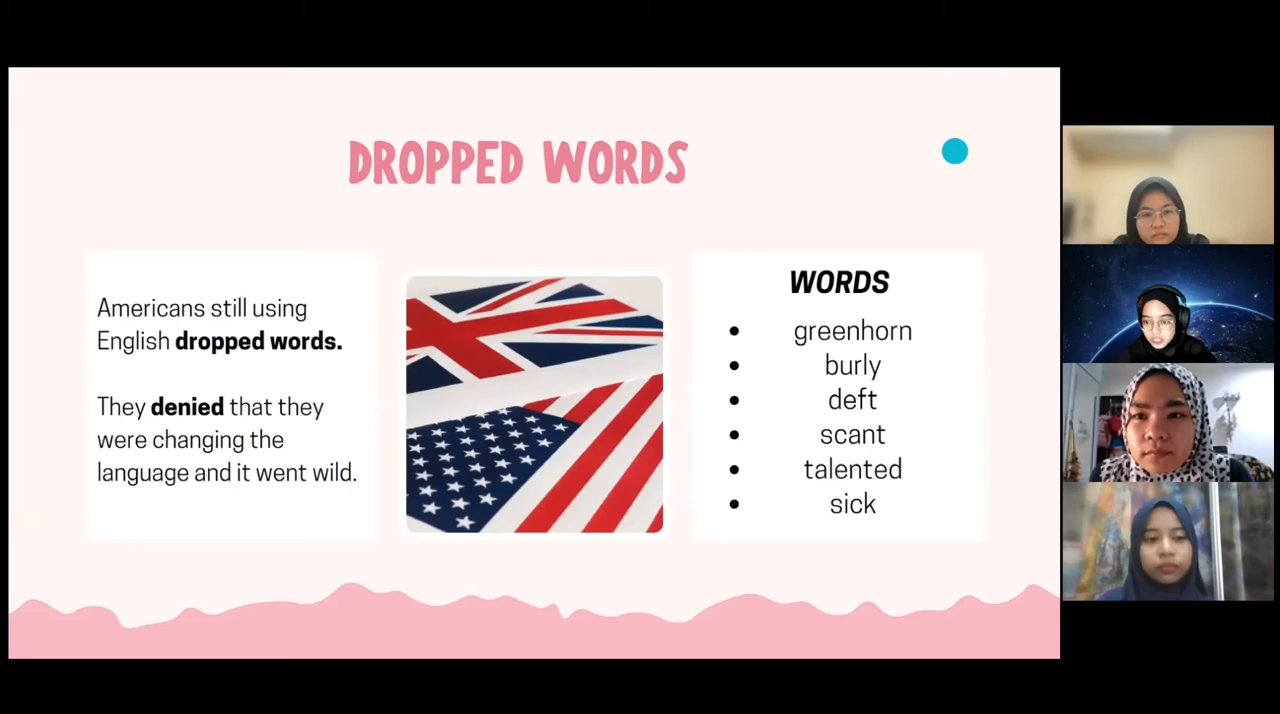 DROPPED WORDS
Americans still using
English dropped words.
They denied that they
were changing the
language and it went wild.
WORDS
greenhorn
burly
deft
scant
talented
sick